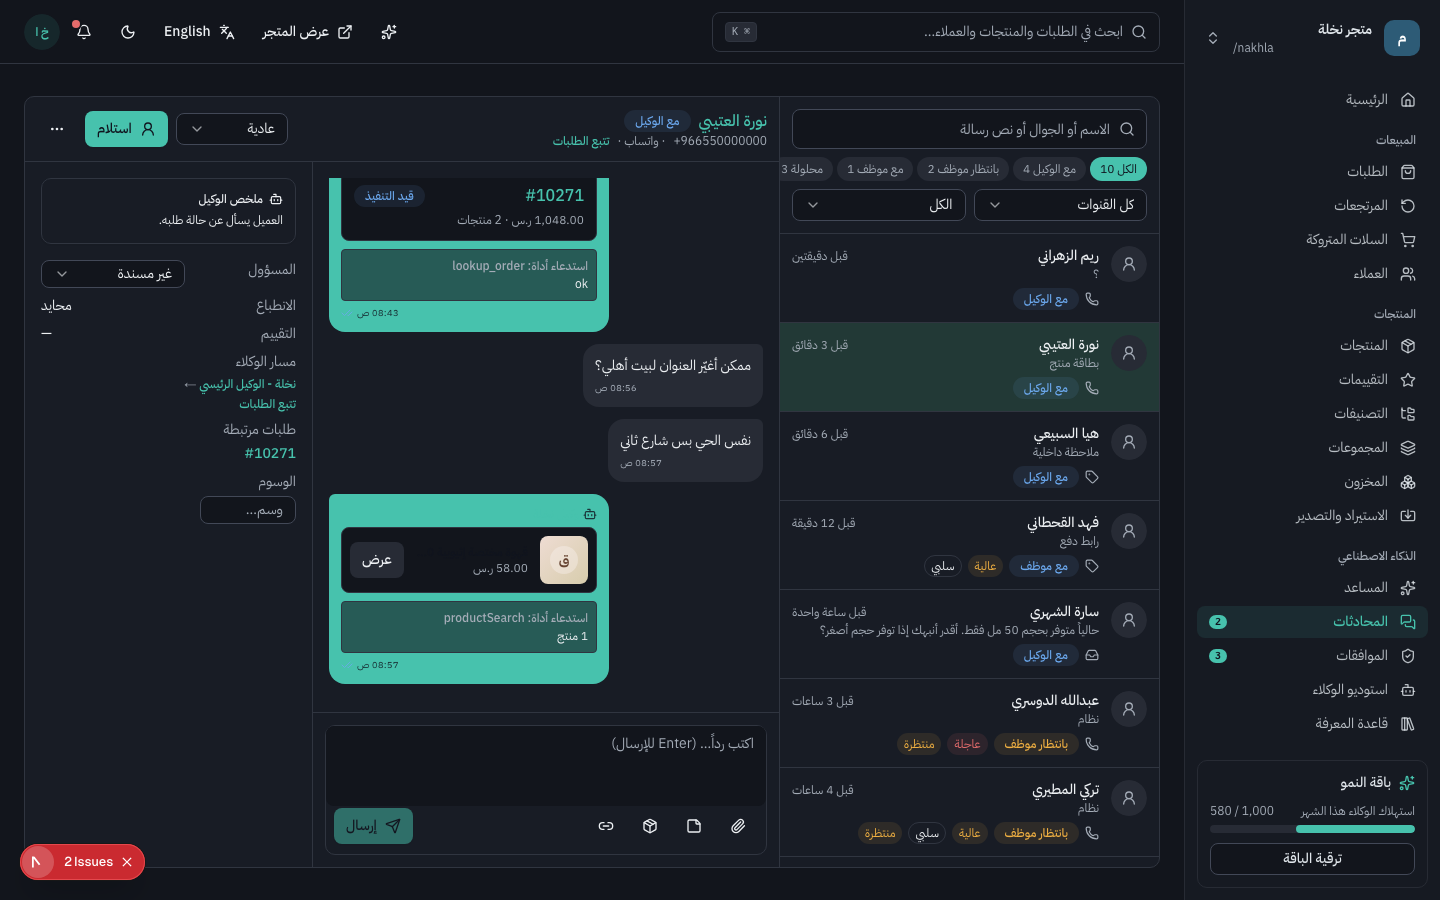 م
متجر نخلة
/nakhla
ابحث في الطلبات والمنتجات والعملاء...
⌘ K
عرض المتجر
English
خ ا
الرئيسية
المبيعات
الطلبات
المرتجعات
السلات المتروكة
العملاء
المنتجات
المنتجات
التقييمات
التصنيفات
المجموعات
المخزون
الاستيراد والتصدير
الذكاء الاصطناعي
المساعد
المحادثات
2
الموافقات
3
استوديو الوكلاء
قاعدة المعرفة
باقة النمو
استهلاك الوكلاء هذا الشهر
580 / 1,000
ترقية الباقة
الاسم أو الجوال أو نص رسالة
الكل 10
مع الوكيل 4
بانتظار موظف 2
مع موظف 1
محلولة 3
كل القنوات
الكل
ريم الزهراني
قبل دقيقتين
؟
مع الوكيل
نورة العتيبي
قبل 3 دقائق
بطاقة منتج
مع الوكيل
هيا السبيعي
قبل 6 دقائق
ملاحظة داخلية
مع الوكيل
فهد القحطاني
قبل 12 دقيقة
رابط دفع
مع موظف
عالية
سلبي
سارة الشهري
قبل ساعة واحدة
حالياً متوفر بحجم 50 مل فقط. أقدر أنبهك إذا توفر حجم أصغر؟
مع الوكيل
عبدالله الدوسري
قبل 3 ساعات
نظام
بانتظار موظف
عاجلة
منتظرة
تركي المطيري
قبل 4 ساعات
نظام
بانتظار موظف
عالية
سلبي
منتظرة
نورة العتيبي
مع الوكيل
+966550000000 · واتساب · تتبع الطلبات
عادية
استلام
#10271
قيد التنفيذ
1,048.00 ر.س · 2 منتجات
استدعاء أداة: lookup_order
ok
08:43 ص
ممكن أغيّر العنوان لبيت أهلي؟
08:56 ص
نفس الحي بس شارع ثاني
08:57 ص
ق
58.00 ر.س
عرض
استدعاء أداة: productSearch
1 منتج
08:57 ص
اكتب رداً... (Enter للإرسال)
إرسال
ملخص الوكيل
العميل يسأل عن حالة طلبه.
المسؤول
غير مسندة
الانطباع
محايد
التقييم
—
مسار الوكلاء
نخلة - الوكيل الرئيسي ←
تتبع الطلبات
طلبات مرتبطة
#10271
الوسوم
وسم...
2 Issues